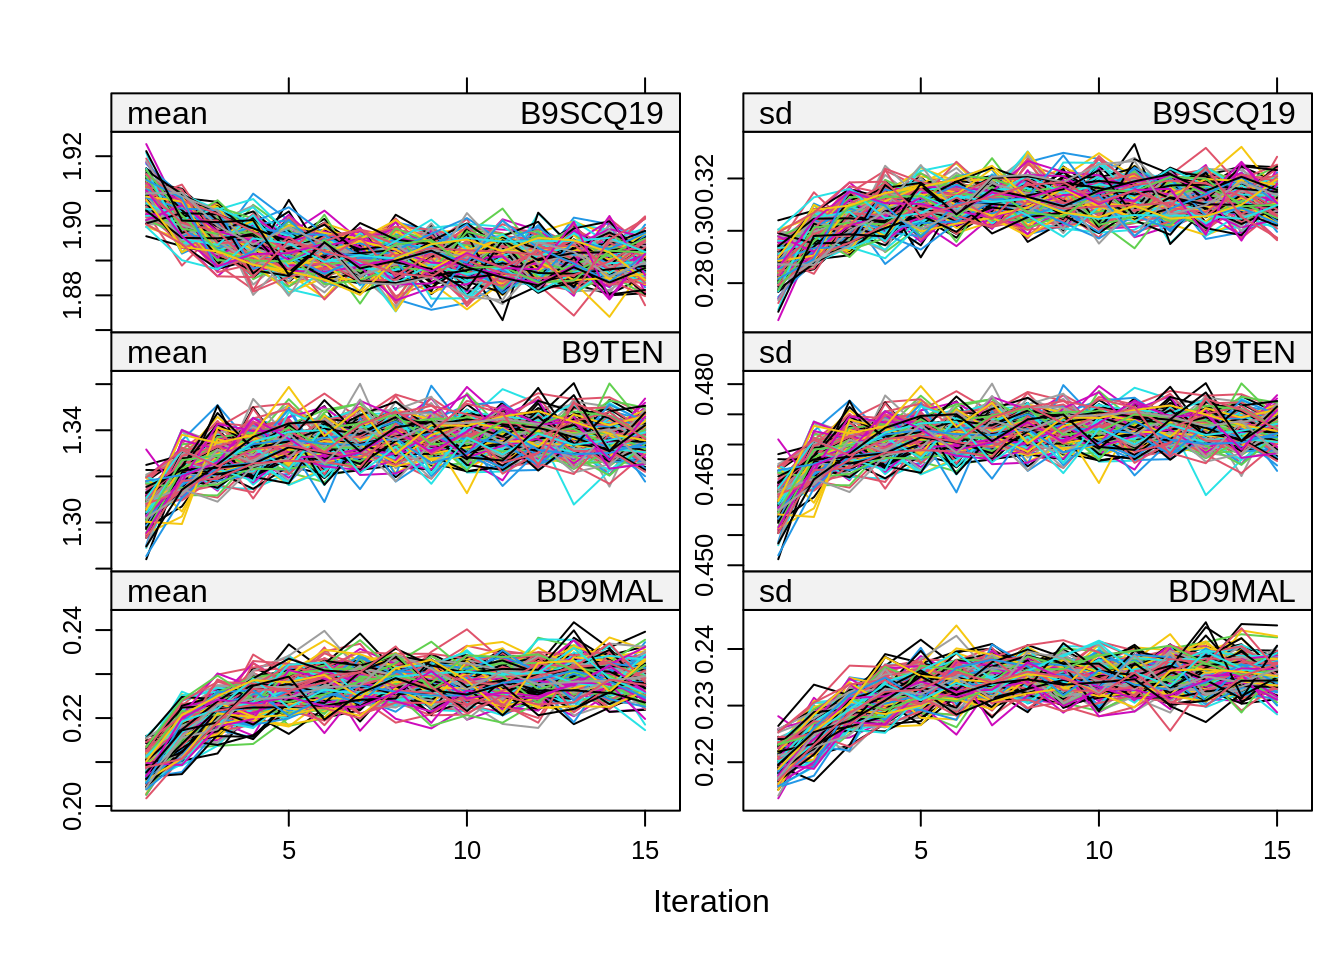 mean B9SCQ19 sd B9SCQ19
1.88 1.90 1.92
0.28 0.30 0.32
mean B9TEN sd B9TEN
1.30 1.34
0.450 0.465 0.480
mean BD9MAL sd BD9MAL
0.20 0.22 0.24
0.22 0.23 0.24
5 10 15 5 10 15
Iteration